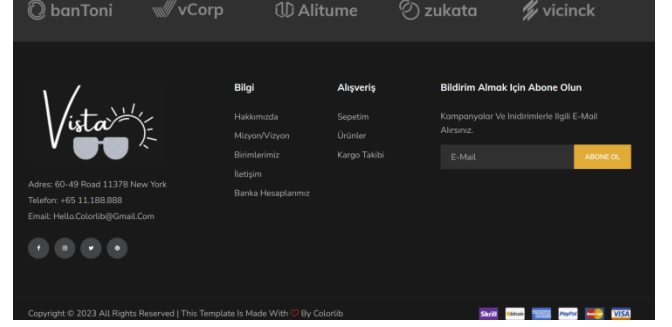 banToni vCorp Alitume zukata vicinck
Vista
Adres: 60-49 Road 11378 New York
Telefon: +65 11.188.888
Email: Hello.Colorlib@Gmail.Com
Bilgi
Hakkımızda
Mizyon/Vizyon
Birimlerimiz
İletişim
Banka Hesaplarımız
Alışveriş
Sepetim
Ürünler
Kargo Takibi
Bildirim Almak Için Abone Olun
Kampanyalar Ve Inidirimlerle Ilgili E-Mail
Alırsınız.
E-Mail ABONE OL
Copyright © 2023 All Rights Reserved | This Template Is Made With ♡ By Colorlib
Skrill PayPal VISA